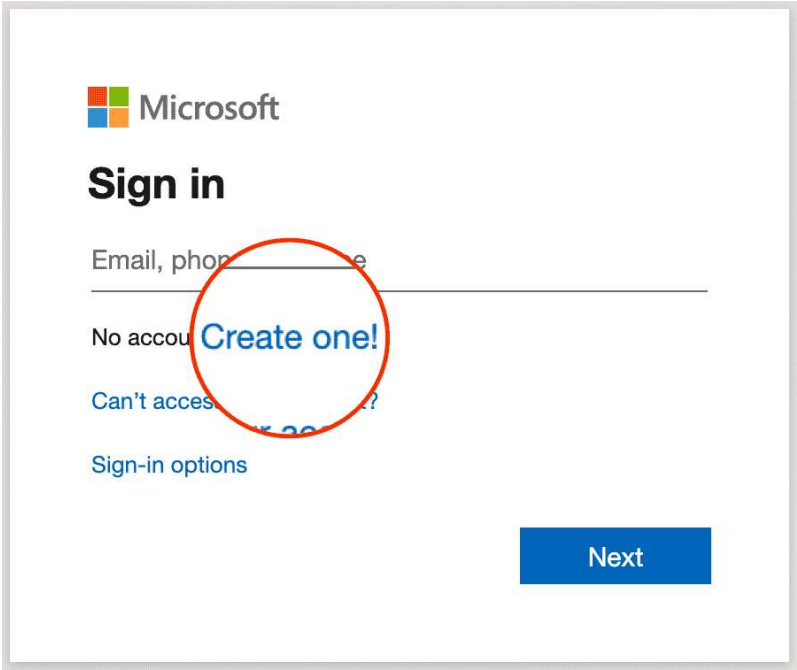 Microsoft
Sign in
Email, phon e
No accou Create one!
Can't acces ?
Sign-in options
Next